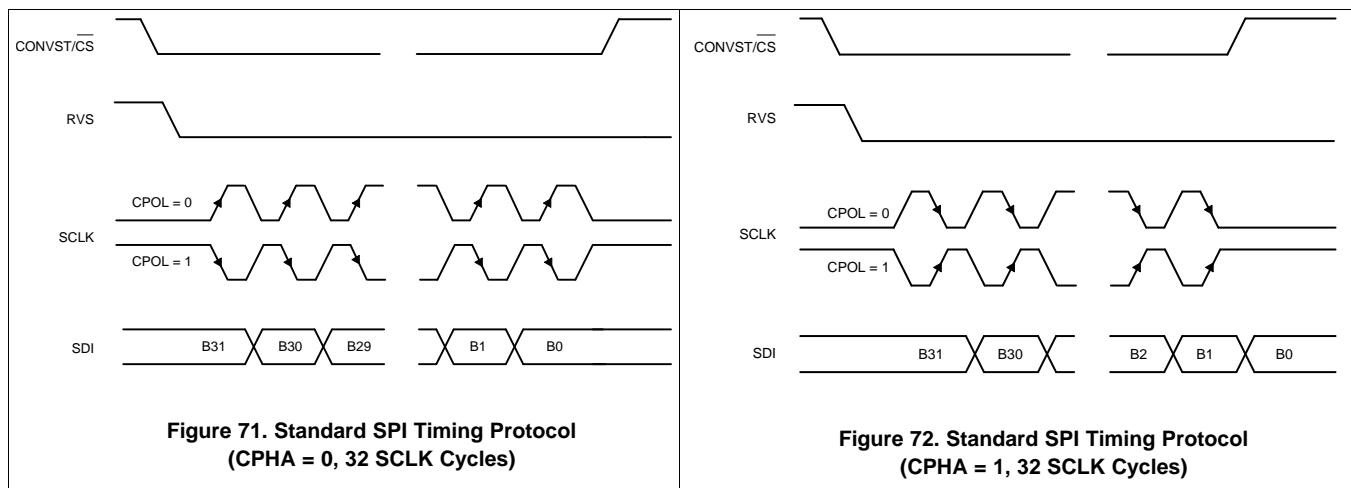 CONVST/CS
RVS
CPOL = 0
SCLK
CPOL = 1
SDI
B31 B30 B29 B1 B0
Figure 71. Standard SPI Timing Protocol
(CPHA = 0, 32 SCLK Cycles)
CONVST/CS
RVS
CPOL = 0
SCLK
CPOL = 1
SDI
B31 B30 B2 B1 B0
Figure 72. Standard SPI Timing Protocol
(CPHA = 1, 32 SCLK Cycles)